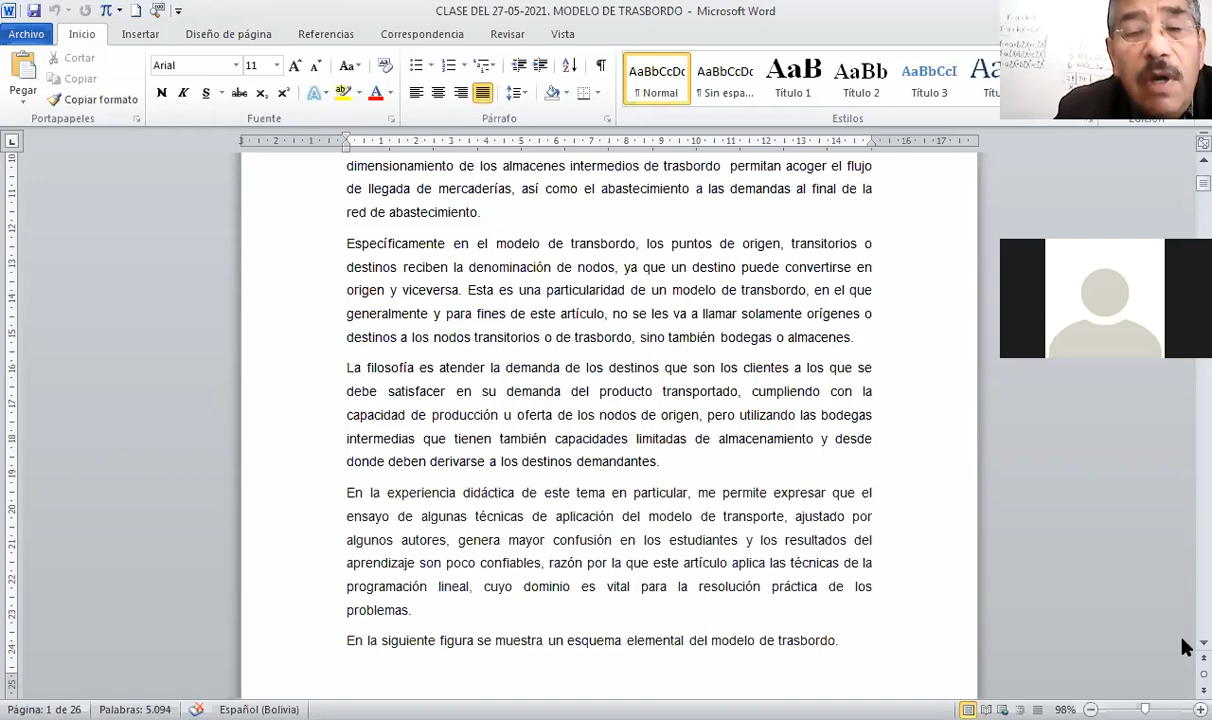 CLASE DEL 27-05-2021. MODELO DE TRASBORDO - Microsoft Word
Archivo Inicio Insertar Diseño de página Referencias Correspondencia Revisar Vista
Pegar
Cortar
Copiar
Copiar formato
Portapapeles
Arial 11
Fuente
Párrafo
AaBbCcDc
¶ Normal
AaBbCcDc
¶ Sin espa...
AaB
Título 1
AaBbCc
Título 2
AaBbCcI
Título 3
Estilos
dimensionamiento de los almacenes intermedios de trasbordo permitan acoger el flujo
de llegada de mercaderías, así como el abastecimiento a las demandas al final de la
red de abastecimiento.
Específicamente en el modelo de transbordo, los puntos de origen, transitorios o
destinos reciben la denominación de nodos, ya que un destino puede convertirse en
origen y viceversa. Esta es una particularidad de un modelo de transbordo, en el que
generalmente y para fines de este artículo, no se les va a llamar solamente orígenes o
destinos a los nodos transitorios o de trasbordo, sino también bodegas o almacenes.
La filosofía es atender la demanda de los destinos que son los clientes a los que se
debe satisfacer en su demanda del producto transportado, cumpliendo con la
capacidad de producción u oferta de los nodos de origen, pero utilizando las bodegas
intermedias que tienen también capacidades limitadas de almacenamiento y desde
donde deben derivarse a los destinos demandantes.
En la experiencia didáctica de este tema en particular, me permite expresar que el
ensayo de algunas técnicas de aplicación del modelo de transporte, ajustado por
algunos autores, genera mayor confusión en los estudiantes y los resultados del
aprendizaje son poco confiables, razón por la que este artículo aplica las técnicas de la
programación lineal, cuyo dominio es vital para la resolución práctica de los
problemas.
En la siguiente figura se muestra un esquema elemental del modelo de trasbordo.
Página: 1 de 26 Palabras: 5.094 Español (Bolivia) 98%